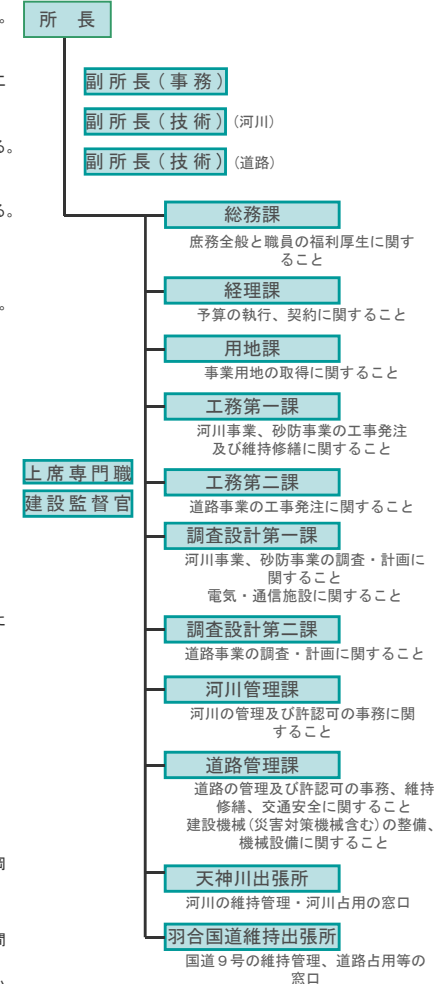 所 長
副所長(事務)
副所長(技術)(河川)
副所長(技術)(道路)
総務課
庶務全般と職員の福利厚生に関す
ること
経理課
予算の執行、契約に関すること
用地課
事業用地の取得に関すること
工務第一課
河川事業、砂防事業の工事発注
及び維持修繕に関すること
上席専門職
建設監督官
工務第二課
道路事業の工事発注に関すること
調査設計第一課
河川事業、砂防事業の調査・計画に
関すること
電気・通信施設に関すること
調査設計第二課
道路事業の調査・計画に関すること
河川管理課
河川の管理及び許認可の事務に関
すること
道路管理課
道路の管理及び許認可の事務、維持
修繕、交通安全に関すること
建設機械(災害対策機械含む)の整備、
機械設備に関すること
天神川出張所
河川の維持管理・河川占用の窓口
羽合国道維持出張所
国道9号の維持管理、道路占用等の
窓口